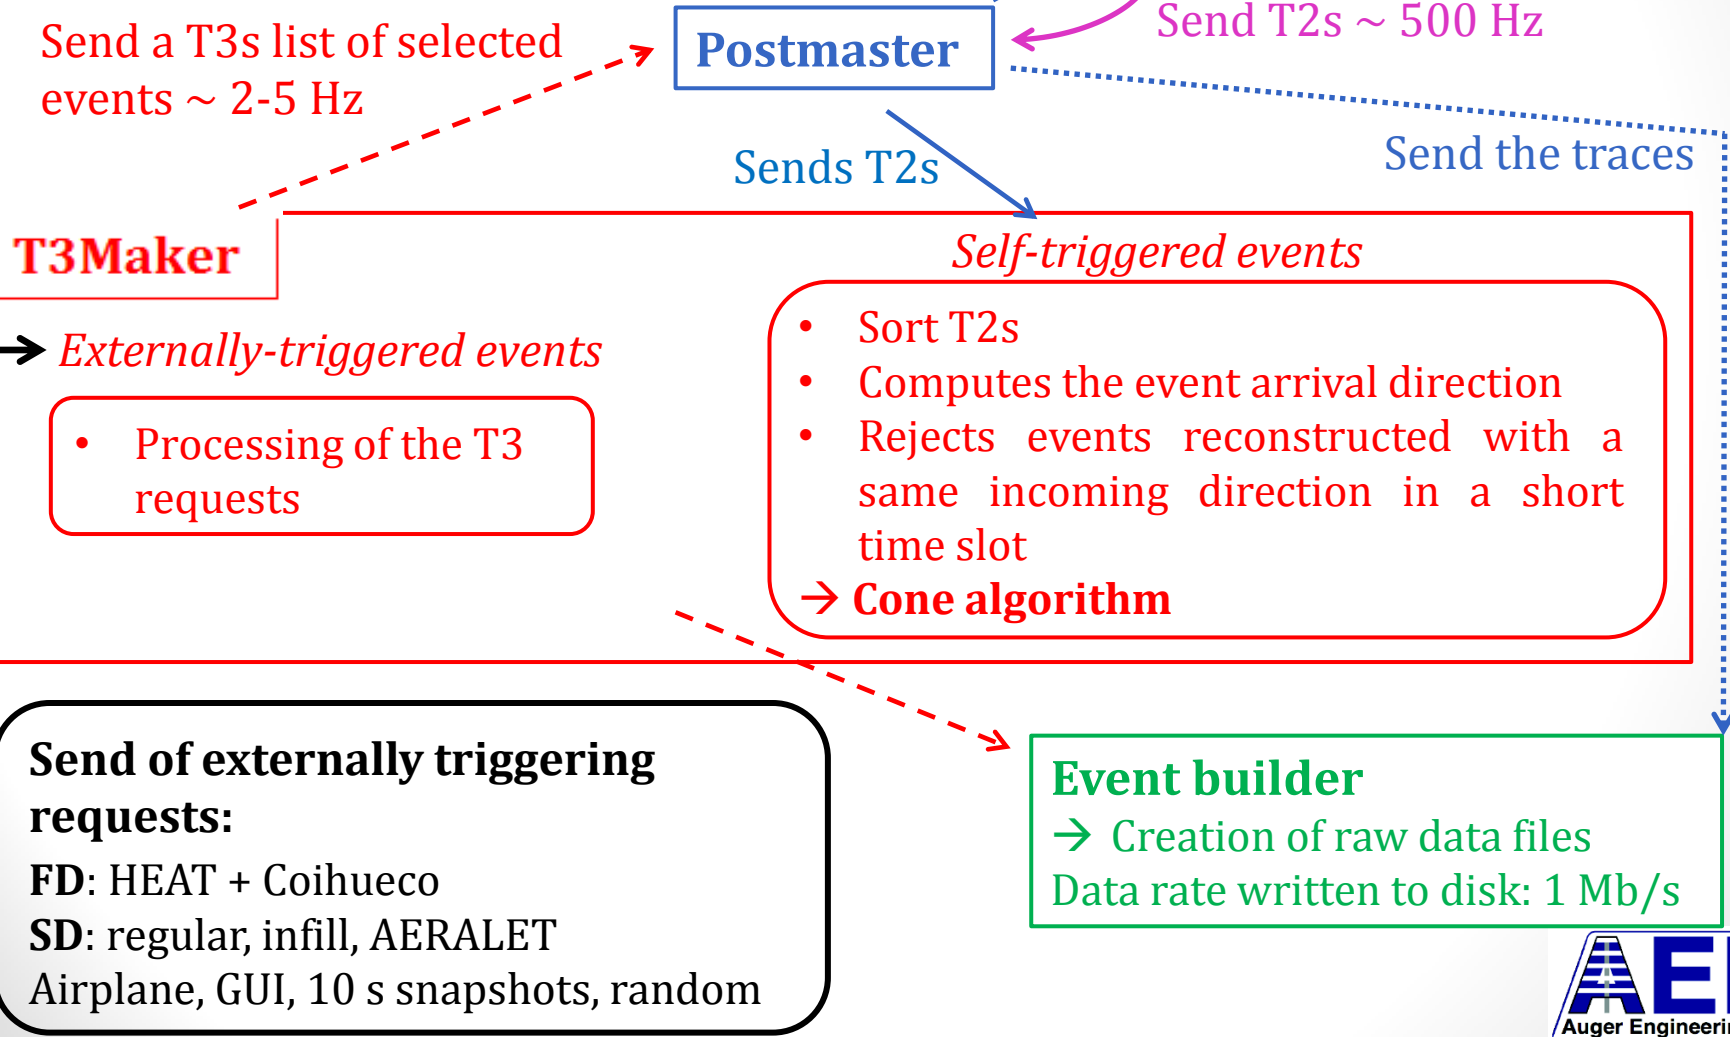 Send T2s ~ 500 Hz
Send a T3s list of selected
events ~ 2-5 Hz
Postmaster
Sends T2s
Send the traces
T3Maker
Self-triggered events
• Sort T2s
• Computes the event arrival direction
• Rejects events reconstructed with a
same incoming direction in a short
time slot
→ Cone algorithm
→ Externally-triggered events
• Processing of the T3
requests
Send of externally triggering
requests:
FD: HEAT + Coihueco
SD: regular, infill, AERALET
Airplane, GUI, 10 s snapshots, random
Event builder
→ Creation of raw data files
Data rate written to disk: 1 Mb/s
Auger Engineerin